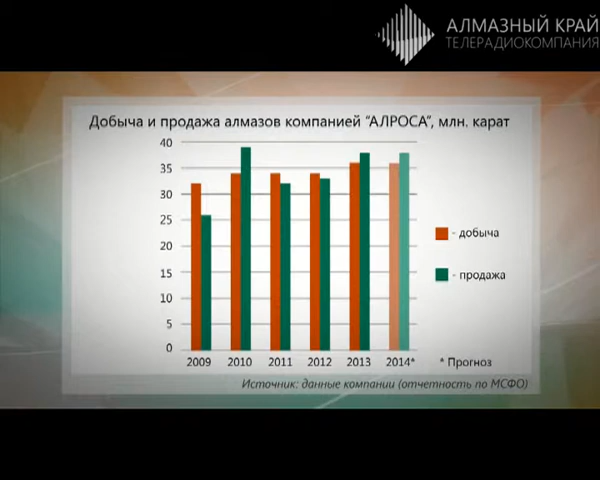 АЛМАЗНЫЙ КРАЙ
ТЕЛЕРАДИОКОМПАНИЯ
Добыча и продажа алмазов компанией "АЛРОСА", млн. карат
40
35
30
25
20
15
10
5
0
- добыча
- продажа
2009 2010 2011 2012 2013 2014* * Прогноз
Источник: данные компании (отчетность по МСФО)